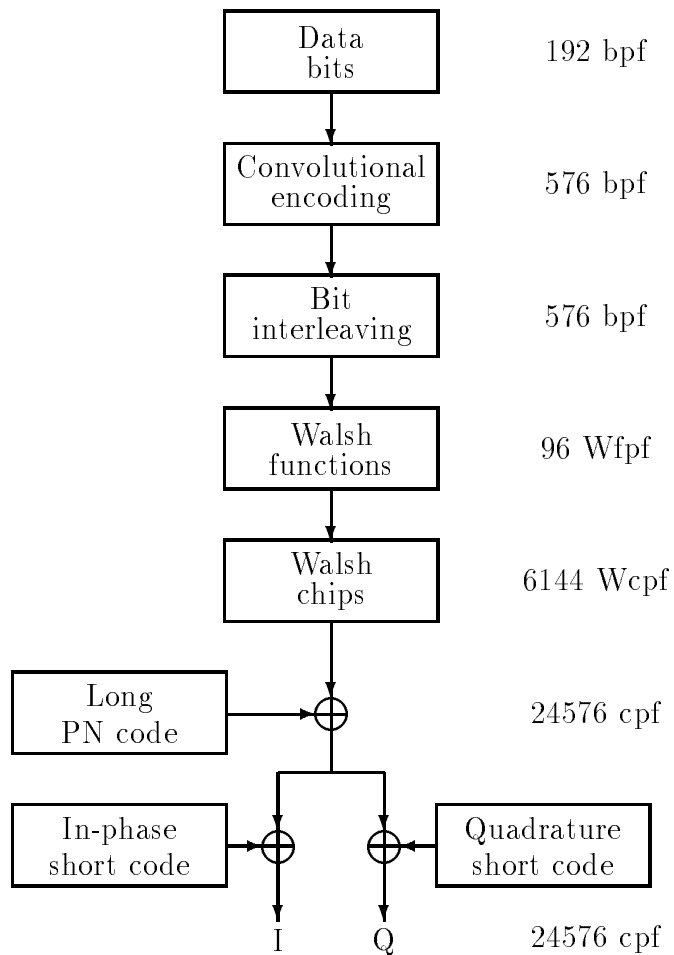 Data
bits
192 bpf
Convolutional
encoding
576 bpf
Bit
interleaving
576 bpf
Walsh
functions
96 Wfpf
Walsh
chips
6144 Wcpf
Long
PN code
24576 cpf
In-phase
short code
Quadrature
short code
I
Q
24576 cpf